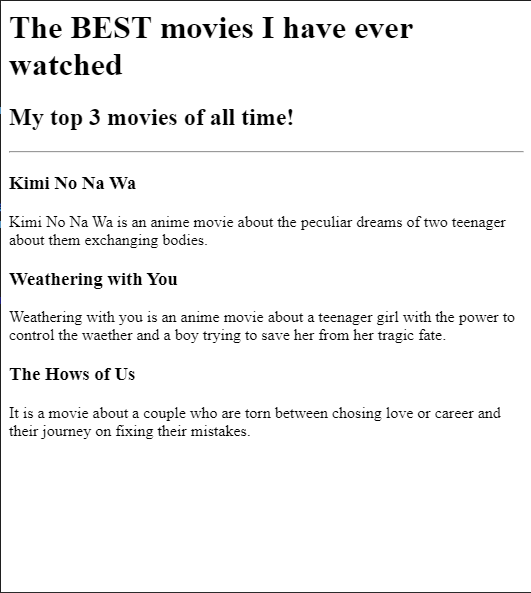 The BEST movies I have ever
watched
My top 3 movies of all time!
Kimi No Na Wa
Kimi No Na Wa is an anime movie about the peculiar dreams of two teenager
about them exchanging bodies.
Weathering with You
Weathering with you is an anime movie about a teenager girl with the power to
control the waether and a boy trying to save her from her tragic fate.
The Hows of Us
It is a movie about a couple who are torn between chosing love or career and
their journey on fixing their mistakes.